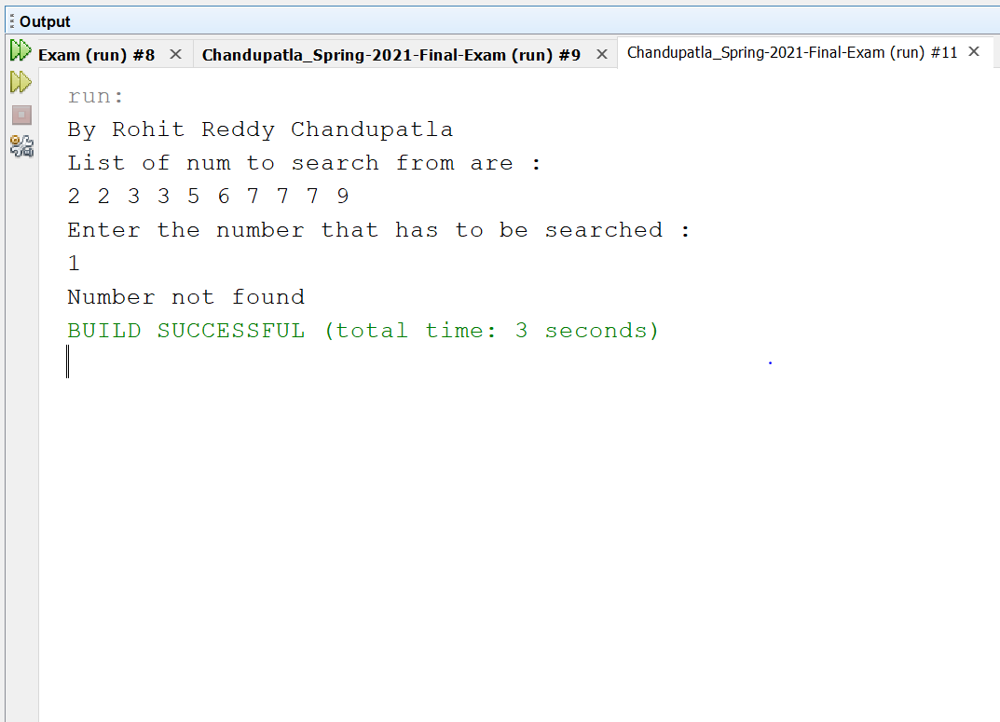 Output
Exam (run) #8 Chandupatla_Spring-2021-Final-Exam (run) #9 Chandupatla_Spring-2021-Final-Exam (run) #11
run:
By Rohit Reddy Chandupatla
List of num to search from are :
2 2 3 3 5 6 7 7 7 9
Enter the number that has to be searched :
1
Number not found
BUILD SUCCESSFUL (total time: 3 seconds)